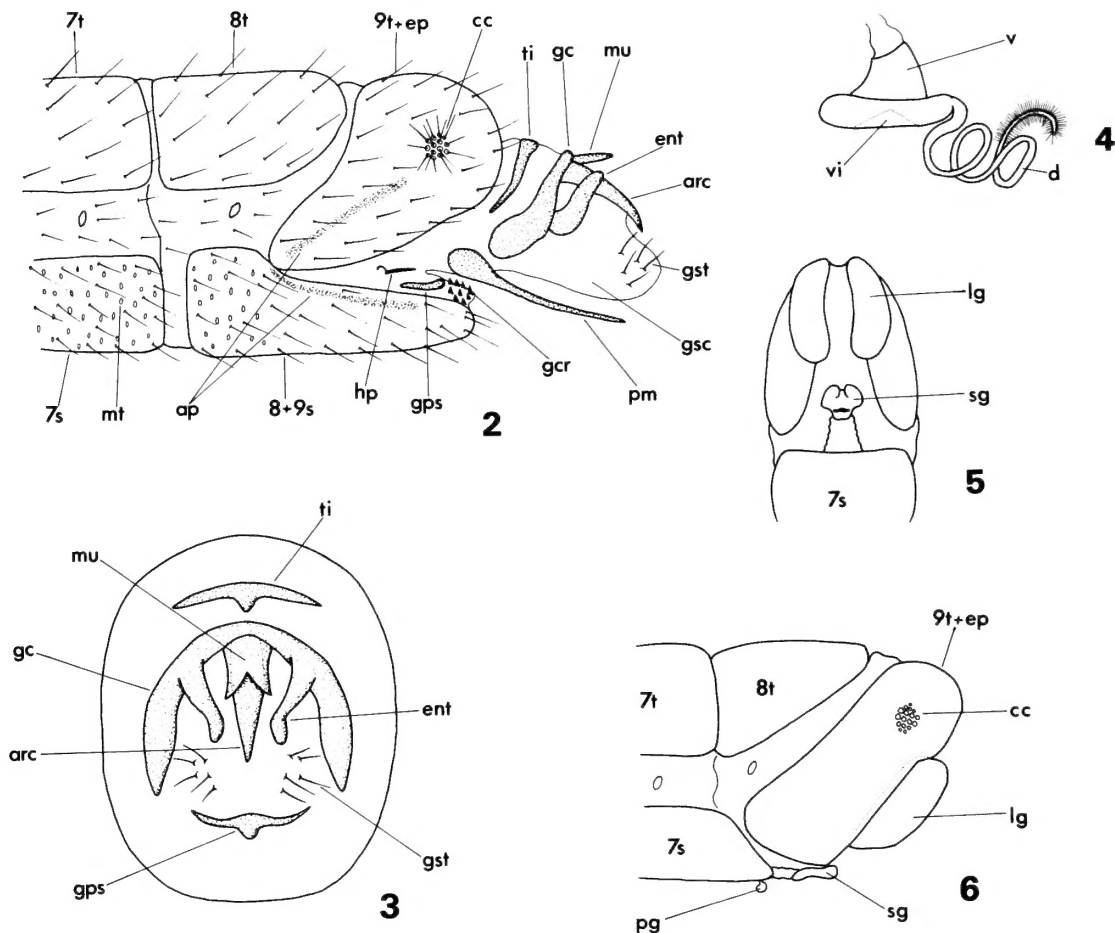 7t 8t 9t+ep cc ti gc mu
ent
arc
gst
gsc
pm
gcr
gps
hp
8+9s
ap
mt
7s
2
v
vi
d
4
lg
sg
7s
5
ti
mu
gc
ent
arc
gst
gps
3
9t+ep
8t
7t
cc
lg
7s
sg
pg
6